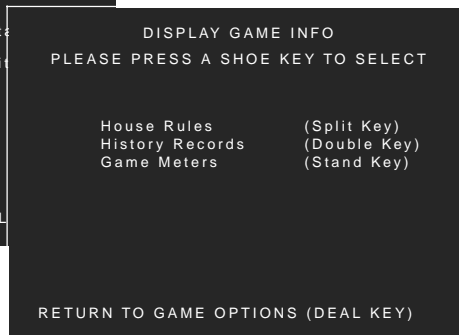 DISPLAY GAME INFO
PLEASE PRESS A SHOE KEY TO SELECT
House Rules (Split Key)
History Records (Double Key)
Game Meters (Stand Key)
RETURN TO GAME OPTIONS (DEAL KEY)